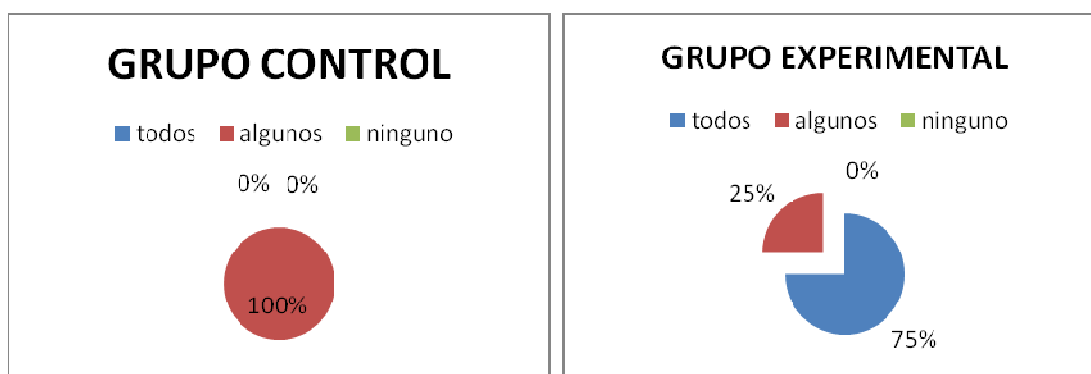 GRUPO CONTROL
todos algunos ninguno
0% 0%
100%
GRUPO EXPERIMENTAL
todos algunos ninguno
0%
25%
75%